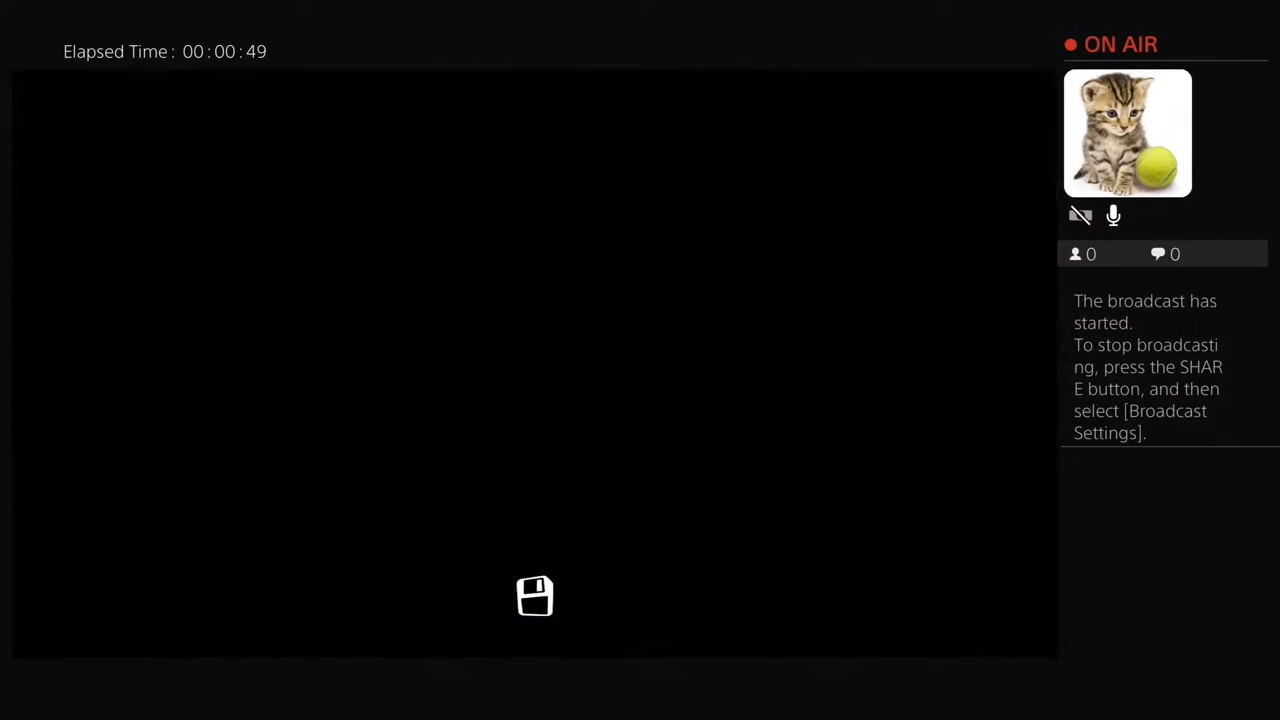 Elapsed Time : 00:00:49
ON AIR
0
0
The broadcast has
started.
To stop broadcasti
ng, press the SHAR
E button, and then
select [Broadcast
Settings].